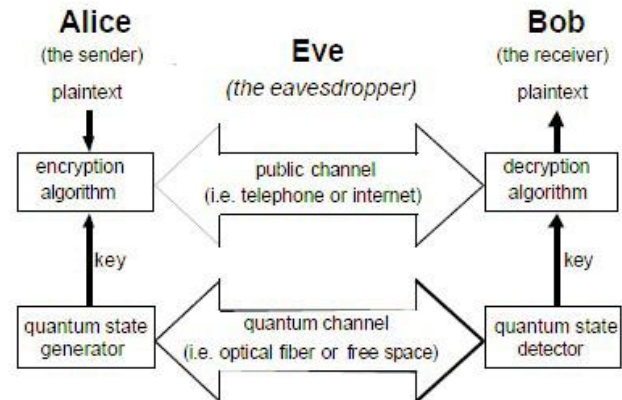 Alice
(the sender)
plaintext
Eve
(the eavesdropper)
Bob
(the receiver)
plaintext
encryption
algorithm
public channel
(i.e. telephone or internet)
decryption
algorithm
key
key
quantum state
generator
quantum channel
(i.e. optical fiber or free space)
quantum state
detector